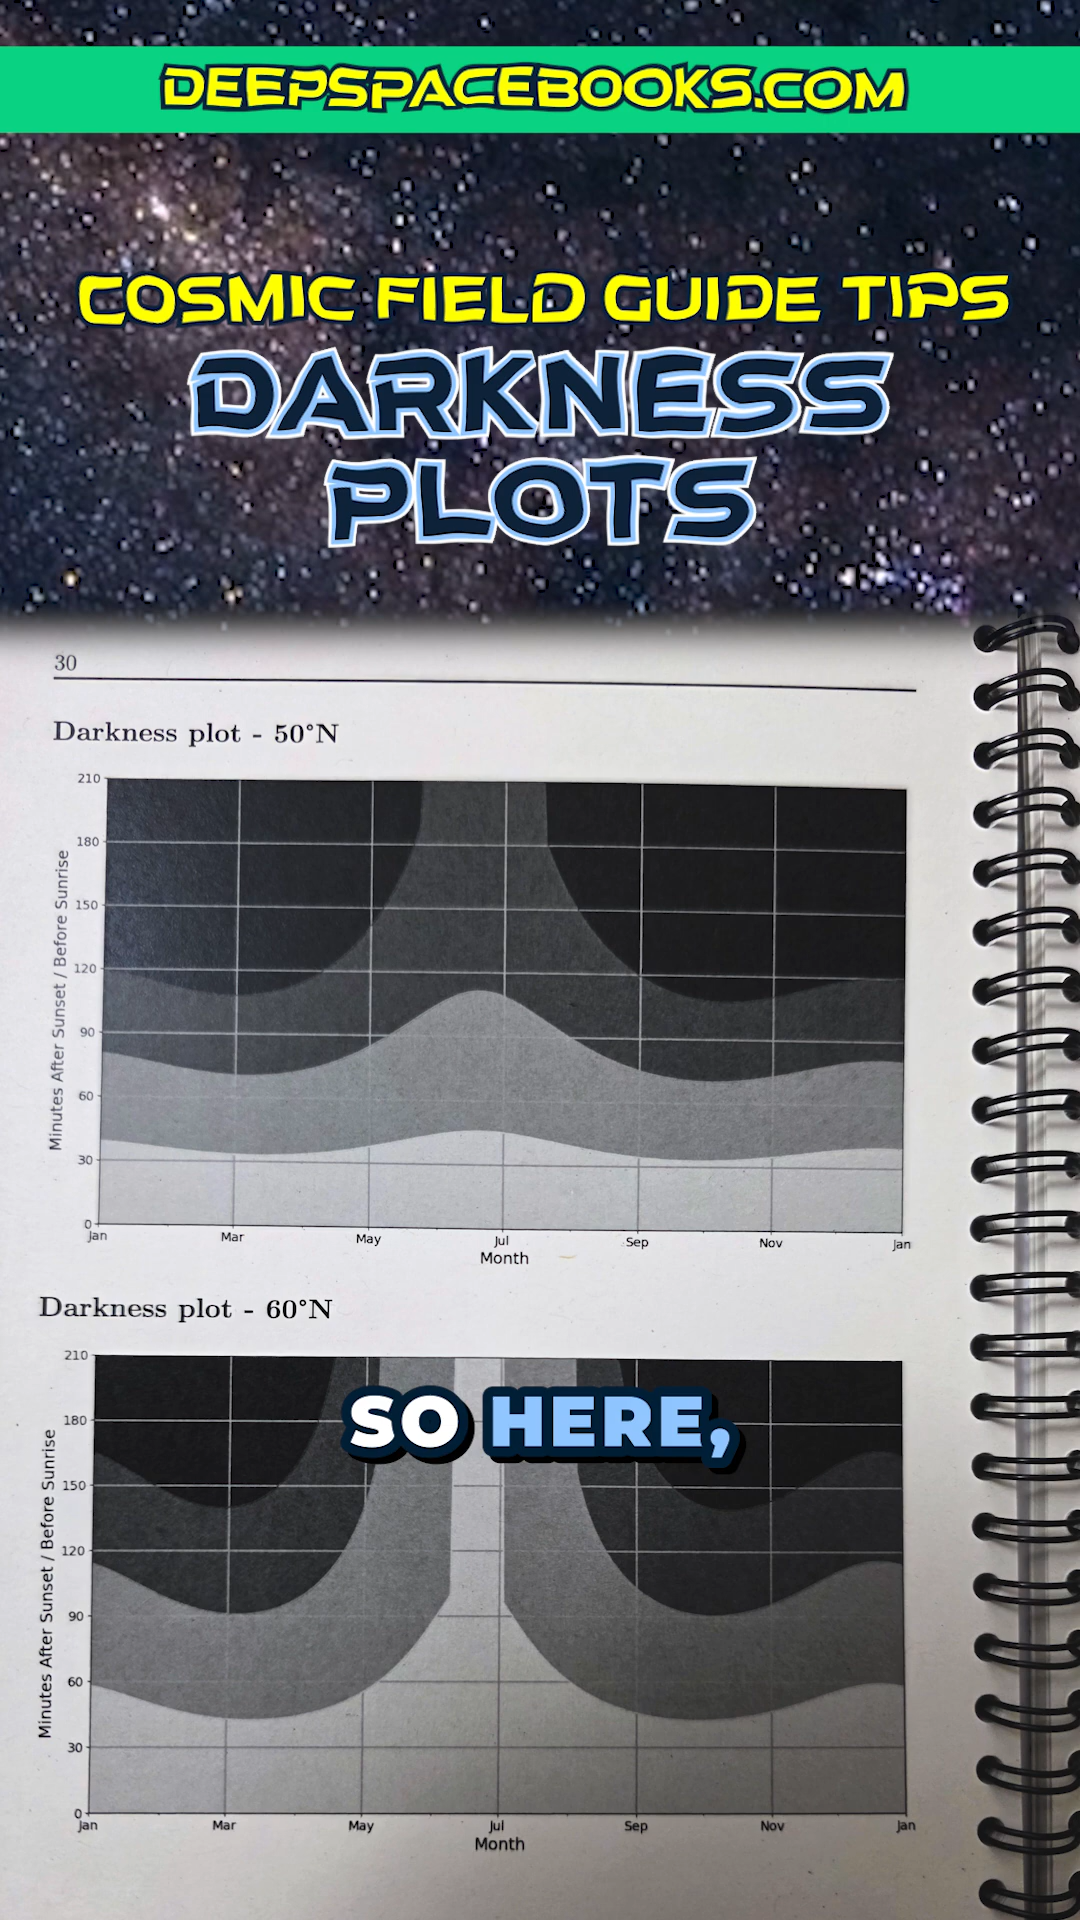 DEEPSPACEBOOKS.COM
COSMIC FIELD GUIDE TIPS
DARKNESS
PLOTS
30
Darkness plot - 50°N
210
180
150
120
90
60
30
0
Minutes After Sunset / Before Sunrise
Jan Mar May Jul Sep Nov Jan
Month
Darkness plot - 60°N
SO HERE,
210
180
150
120
90
60
30
0
Minutes After Sunset / Before Sunrise
Jan Mar May Jul Sep Nov Jan
Month